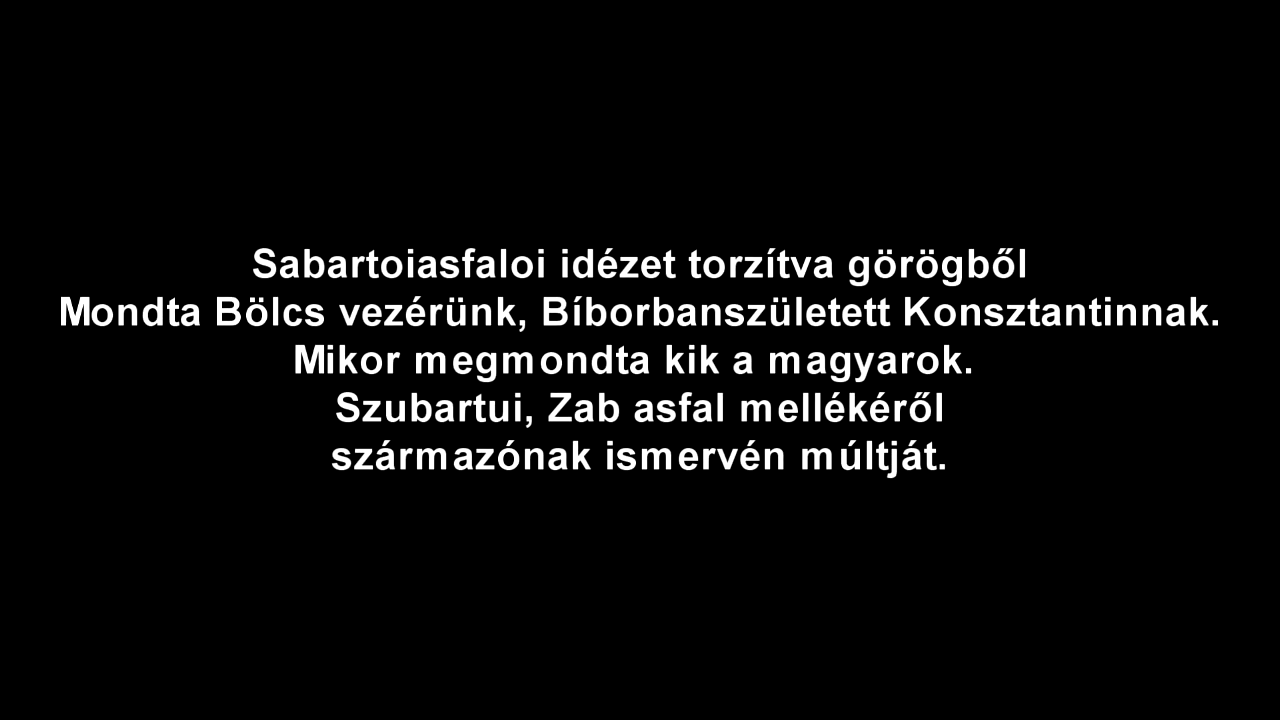 Sabartoiasfaloi idézet torzítva görögből
Mondta Bölcs vezérünk, Bíborbanszületett Konsztantinnak.
Mikor megmondta kik a magyarok.
Szubartui, Zab asfal mellékéről
származónak ismervén múltját.